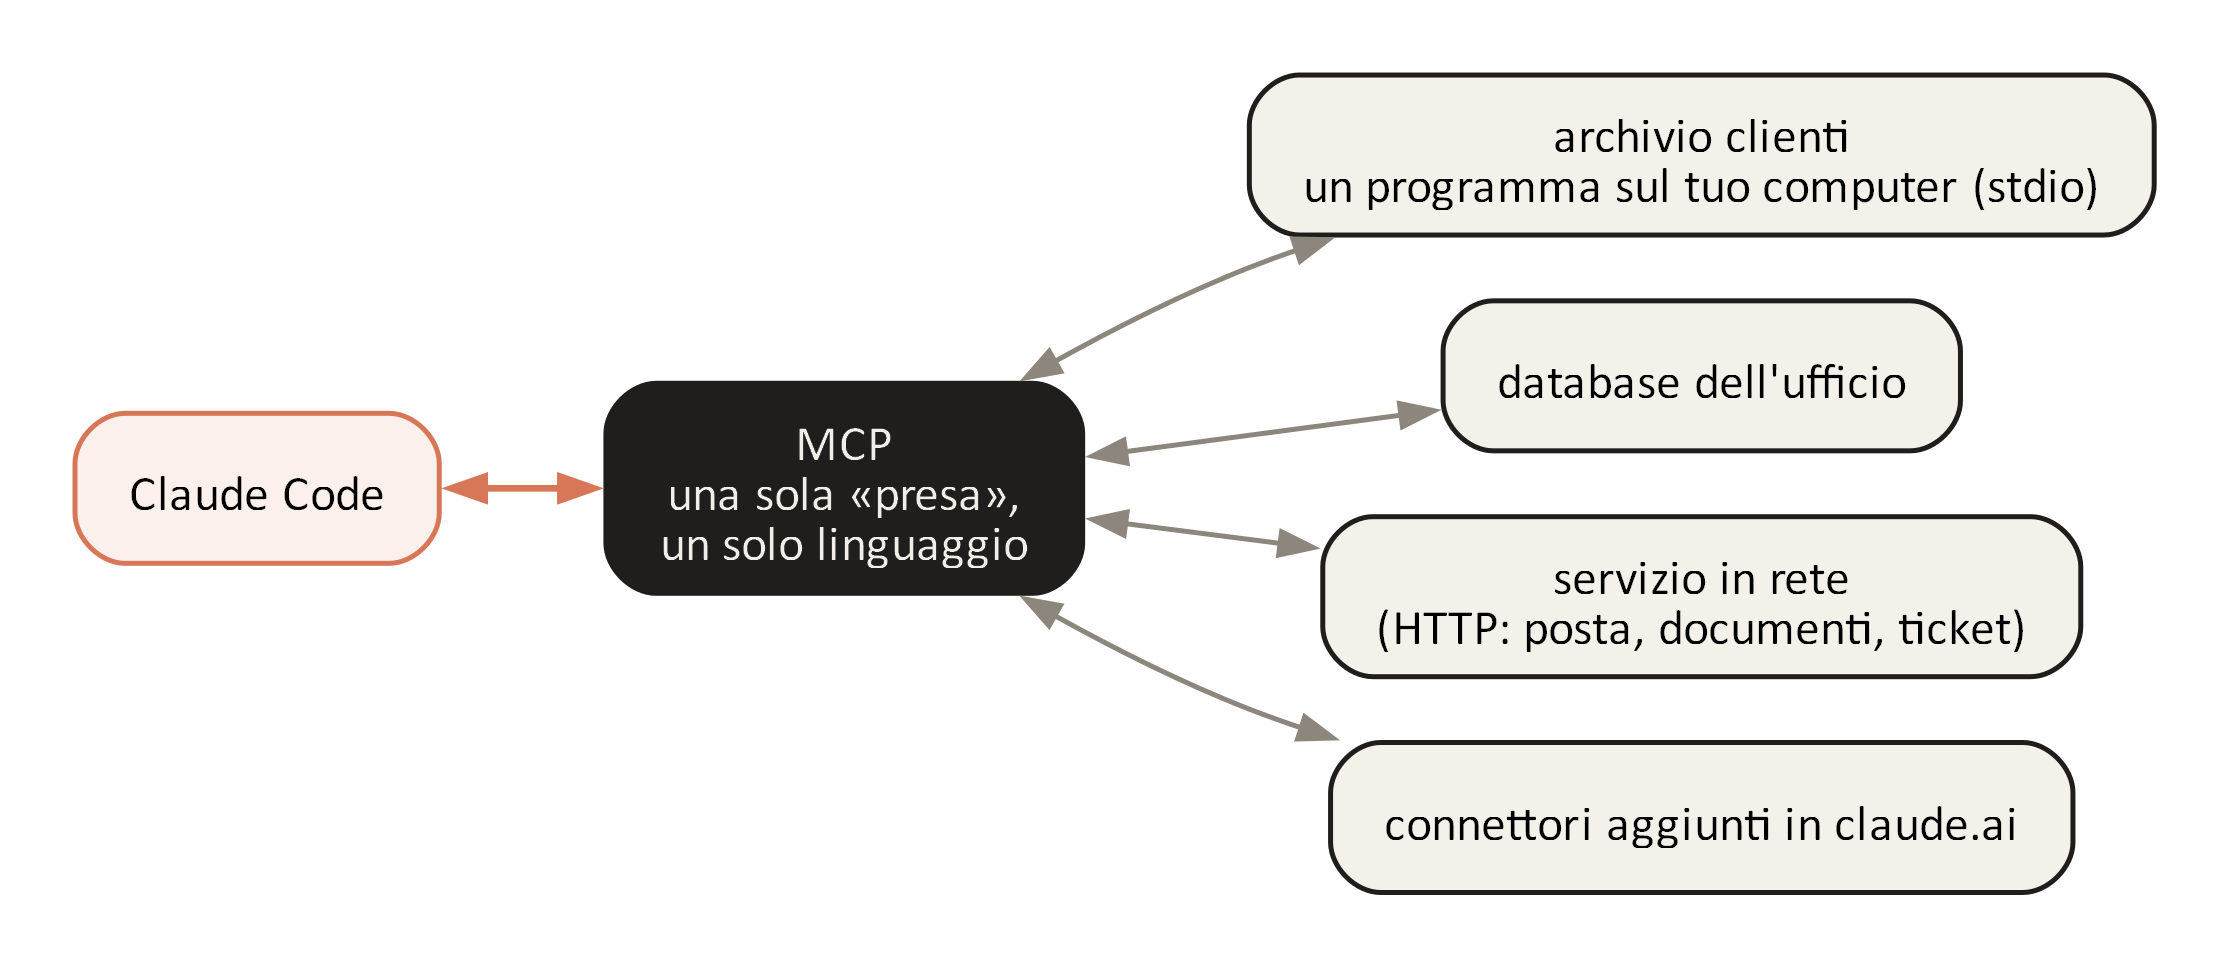 archivio clienti
un programma sul tuo computer (stdio)
database dell'ufficio
MCP
una sola «presa»,
un solo linguaggio
Claude Code
servizio in rete
(HTTP: posta, documenti, ticket)
connettori aggiunti in claude.ai